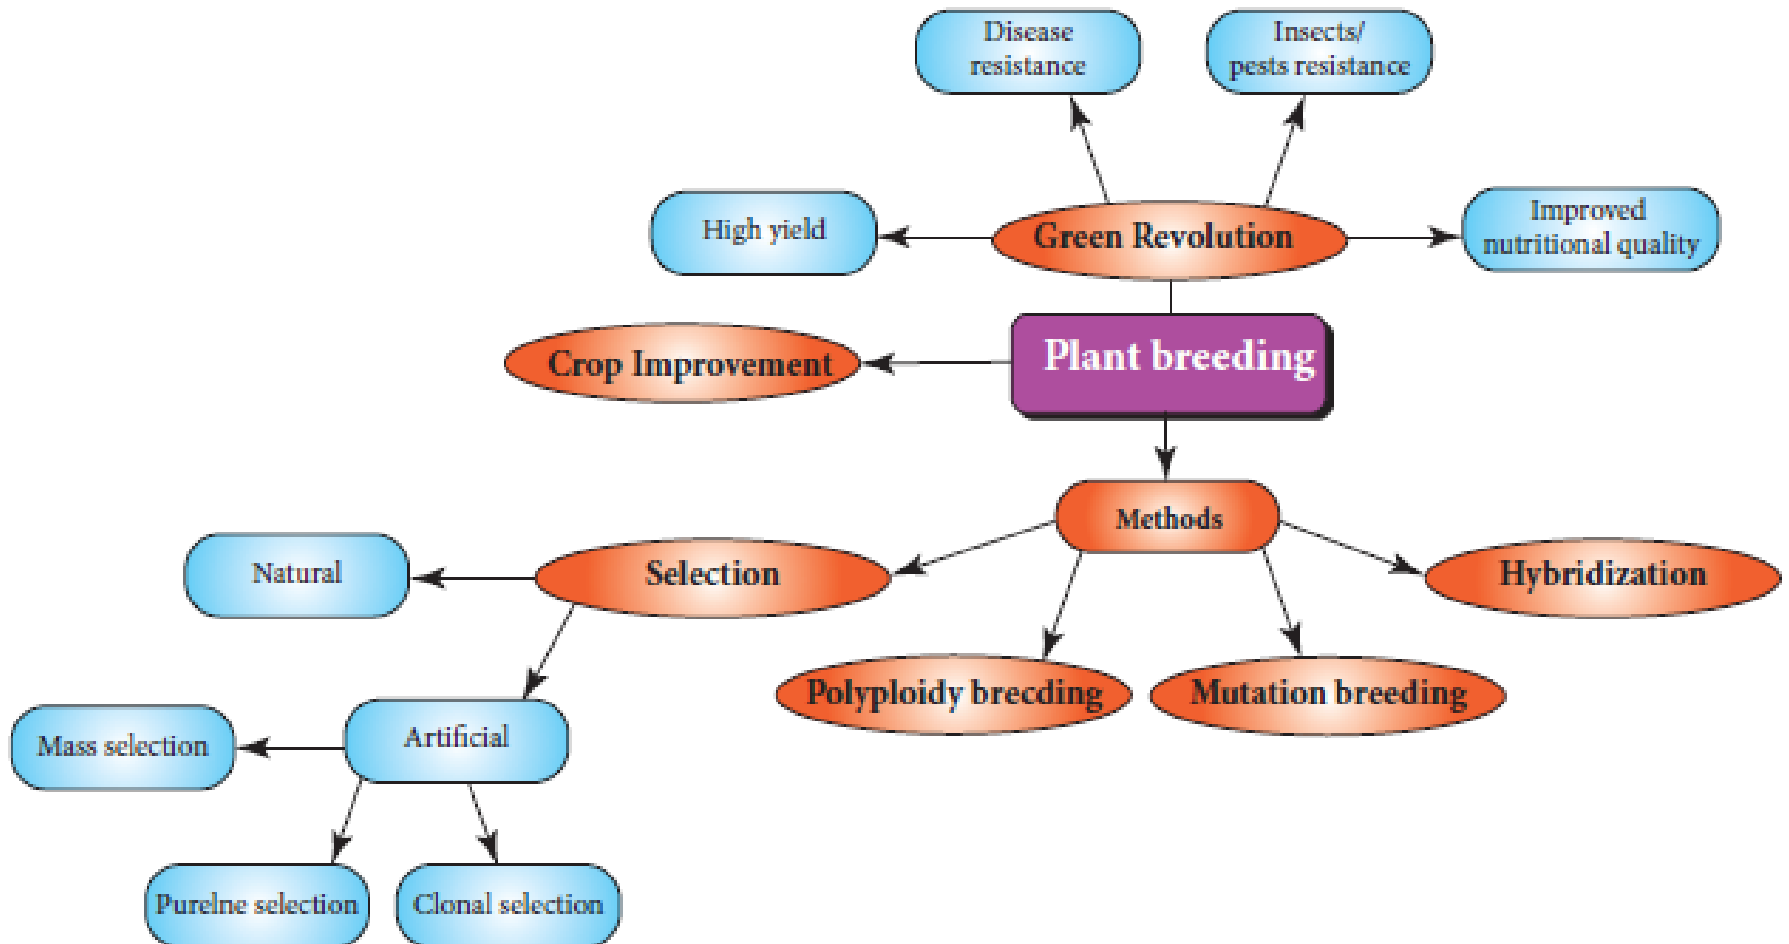 Disease
resistance
Insects/
pests resistance
High yield
Green Revolution
Improved
nutritional quality
Crop Improvement
Plant breeding
Methods
Natural
Selection
Hybridization
Polyploidy brecding
Mutation breeding
Mass selection
Artificial
Purelne selection
Clonal selection